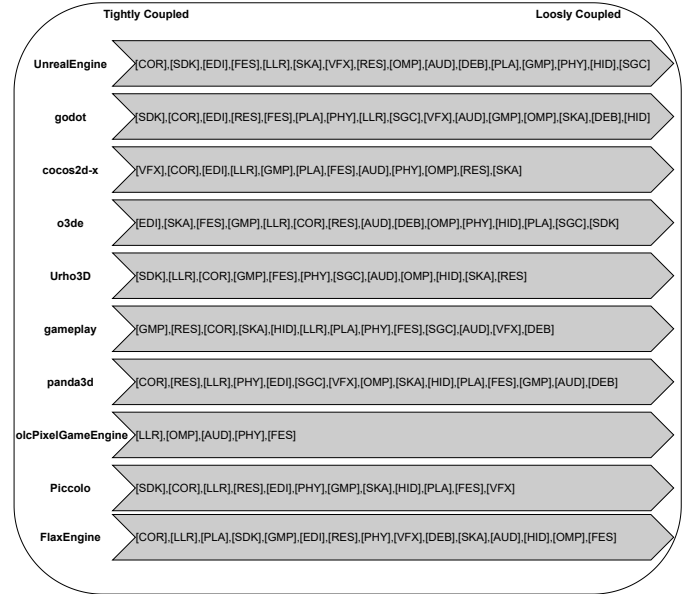 Tightly Coupled Loosly Coupled
UnrealEngine [COR],[SDK],[EDI],[FES],[LLR],[SKA],[VFX],[RES],[OMP],[AUD],[DEB],[PLA],[GMP],[PHY],[HID],[SGC]
godot [SDK],[COR],[EDI],[RES],[FES],[PLA],[PHY],[LLR],[SGC],[VFX],[AUD],[GMP],[OMP],[SKA],[DEB],[HID]
cocos2d-x [VFX],[COR],[EDI],[LLR],[GMP],[PLA],[FES],[AUD],[PHY],[OMP],[RES],[SKA]
o3de [EDI],[SKA],[FES],[GMP],[LLR],[COR],[RES],[AUD],[DEB],[OMP],[PHY],[HID],[PLA],[SGC],[SDK]
Urho3D [SDK],[LLR],[COR],[GMP],[FES],[PHY],[SGC],[AUD],[OMP],[HID],[SKA],[RES]
gameplay [GMP],[RES],[COR],[SKA],[HID],[LLR],[PLA],[PHY],[FES],[SGC],[AUD],[VFX],[DEB]
panda3d [COR],[RES],[LLR],[PHY],[EDI],[SGC],[VFX],[OMP],[SKA],[HID],[PLA],[FES],[GMP],[AUD],[DEB]
olcPixelGameEngine [LLR],[OMP],[AUD],[PHY],[FES]
Piccolo [SDK],[COR],[LLR],[RES],[EDI],[PHY],[GMP],[SKA],[HID],[PLA],[FES],[VFX]
FlaxEngine [COR],[LLR],[PLA],[SDK],[GMP],[EDI],[RES],[PHY],[VFX],[DEB],[SKA],[AUD],[HID],[OMP],[FES]